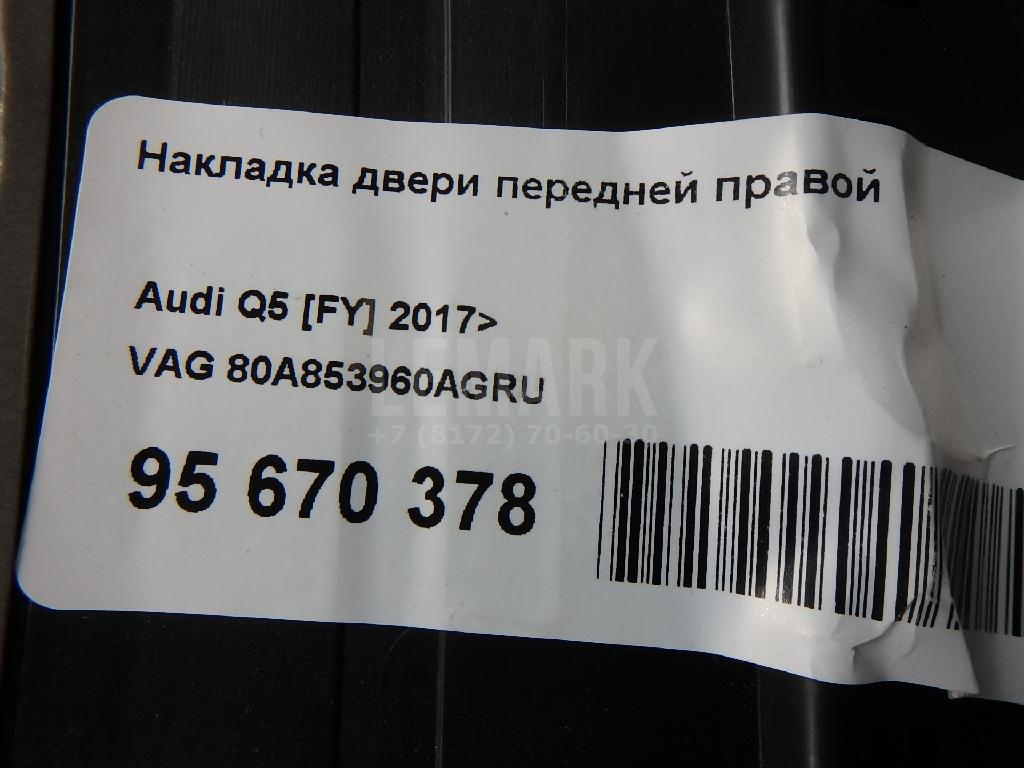 Накладка двери передней правой
Audi Q5 [FY] 2017>
VAG 80A853960AGRU
LEMARK
+7 (8172) 70-60-30
95 670 378